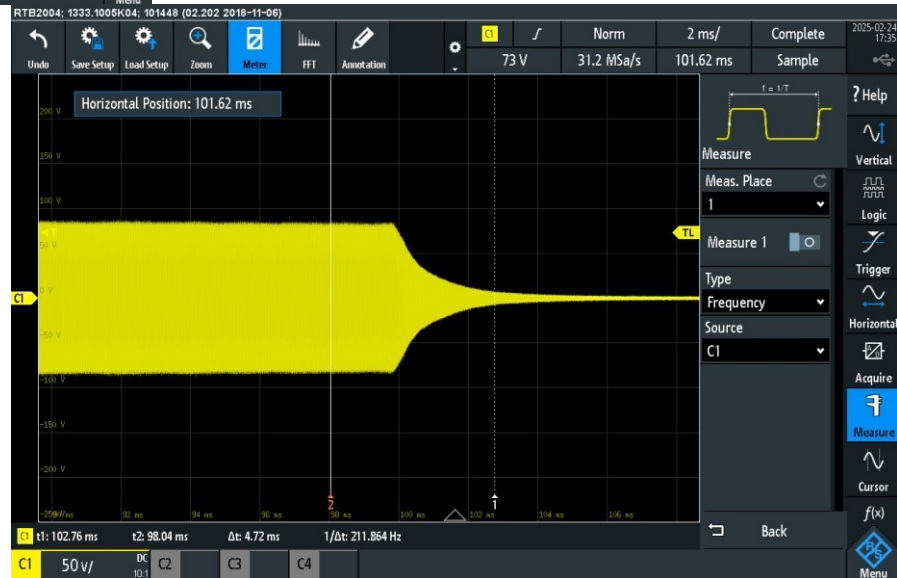 Menu
RTB2004; 1333.1005K04; 101448 (02.202 2018-11-06)
Undo Save Setup Load Setup Zoom Meter FFT Annotation
C1 Norm 2 ms/ Complete
73 V 31.2 MSa/s 101.62 ms Sample
2025-02-24
17:35
Horizontal Position: 101.62 ms
t = 1/T
Measure
Meas. Place
1
Measure 1
Type
Frequency
Source
C1
Back
? Help
Vertical
Logic
Trigger
Horizontal
Acquire
Measure
Cursor
f(x)
R&S
Menu
200 V
150 V
100 V
T
50 V
TL
C1
0 V
-50 V
-100 V
-150 V
-200 V
2
1
92 ms 94 ms 96 ms 98 ms 100 ms 102 ms 104 ms 106 ms
C1 t1: 102.76 ms t2: 98.04 ms Δt: 4.72 ms 1/Δt: 211.864 Hz
C1 50 V/ DC 10:1 C2 C3 C4